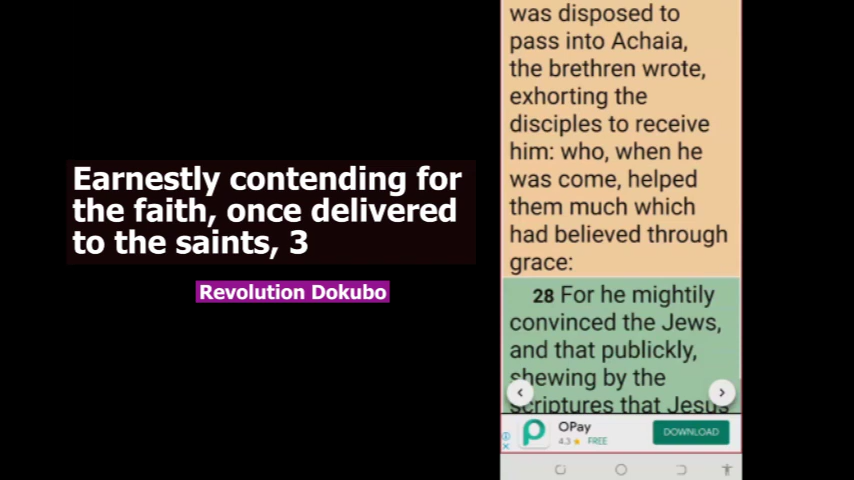 Earnestly contending for
the faith, once delivered
to the saints, 3
Revolution Dokubo
was disposed to
pass into Achaia,
the brethren wrote,
exhorting the
disciples to receive
him: who, when he
was come, helped
them much which
had believed through
grace:
28 For he mightily
convinced the Jews,
and that publickly,
shewing by the
scriptures that Jesus
OPay
4.3 ★ FREE
DOWNLOAD